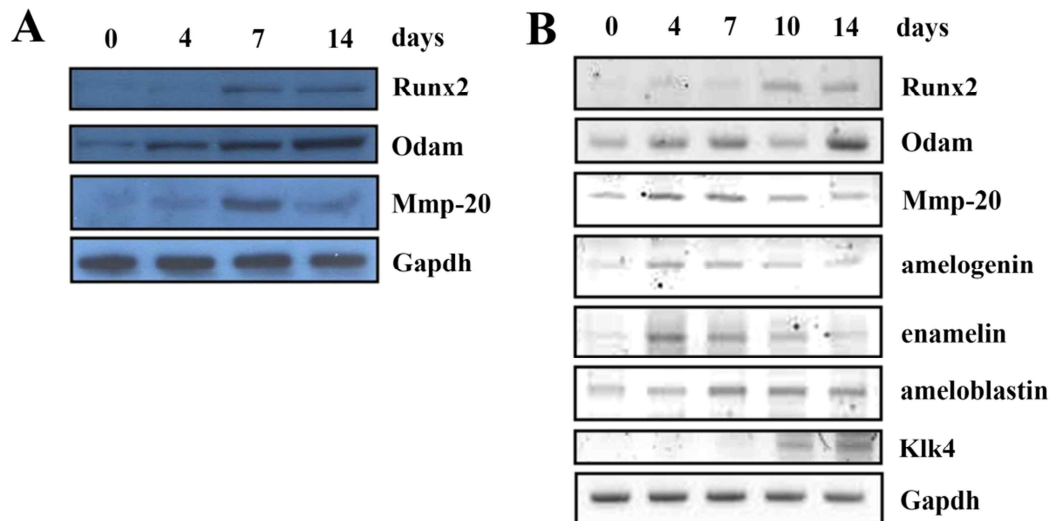 A
0 4 7 14 days
Runx2
Odam
Mmp-20
Gapdh
B
0 4 7 10 14 days
Runx2
Odam
Mmp-20
amelogenin
enamelin
ameloblastin
Klk4
Gapdh